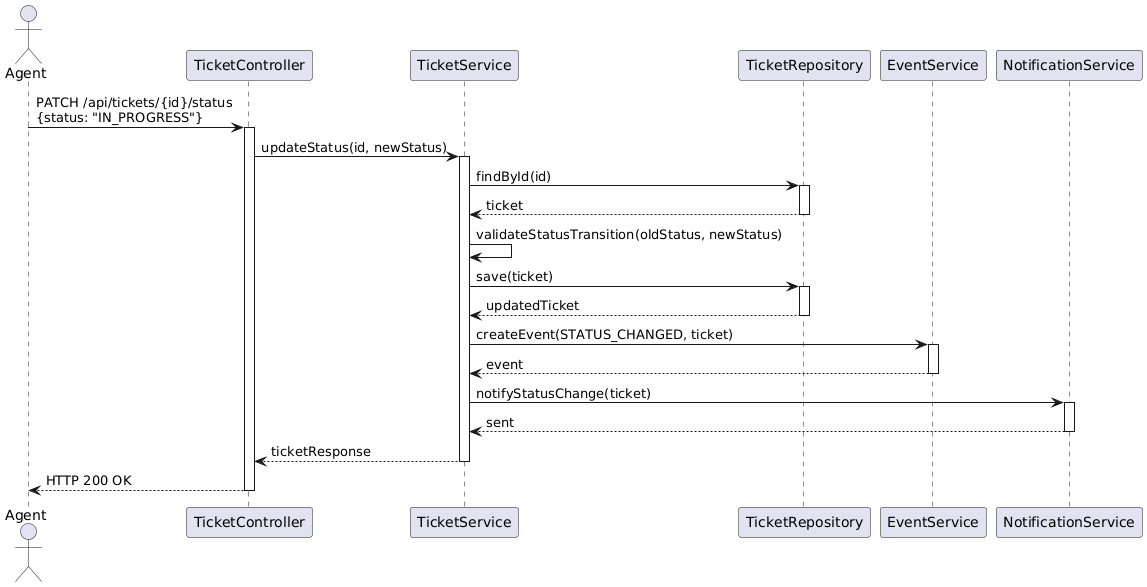 Agent
TicketController
TicketService
TicketRepository
EventService
NotificationService
PATCH /api/tickets/{id}/status
{status: "IN_PROGRESS"}
updateStatus(id, newStatus)
findById(id)
ticket
validateStatusTransition(oldStatus, newStatus)
save(ticket)
updatedTicket
createEvent(STATUS_CHANGED, ticket)
event
notifyStatusChange(ticket)
sent
ticketResponse
HTTP 200 OK
Agent
TicketController
TicketService
TicketRepository
EventService
NotificationService